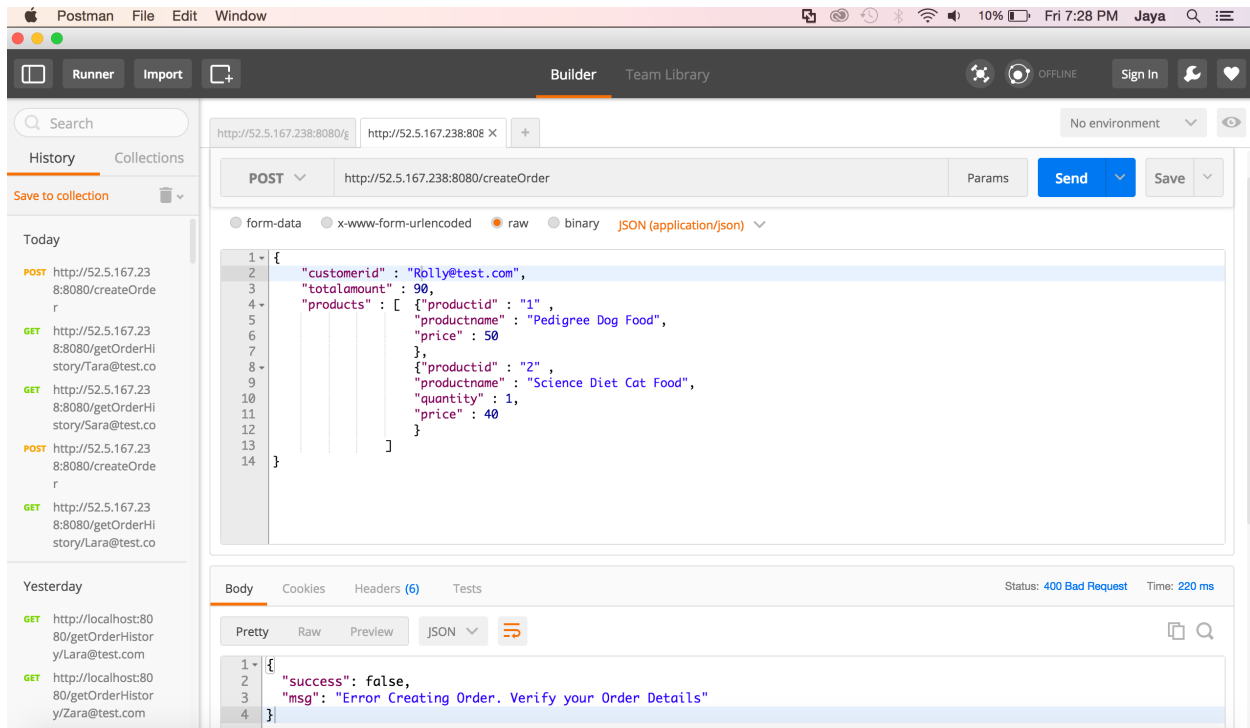 Postman File Edit Window 10% Fri 7:28 PM Jaya
Runner Import Builder Team Library OFFLINE Sign In
Search
History Collections
Save to collection
Today
POST http://52.5.167.23
8:8080/createOrde
r
GET http://52.5.167.23
8:8080/getOrderHi
story/Tara@test.co
GET http://52.5.167.23
8:8080/getOrderHi
story/Sara@test.co
POST http://52.5.167.23
8:8080/createOrde
r
GET http://52.5.167.23
8:8080/getOrderHi
story/Lara@test.co
Yesterday
GET http://localhost:80
80/getOrderHistor
y/Lara@test.com
GET http://localhost:80
80/getOrderHistor
y/Zara@test.com
http://52.5.167.238:8080/g http://52.5.167.238:808 No environment
POST http://52.5.167.238:8080/createOrder Params Send Save
form-data x-www-form-urlencoded raw binary JSON (application/json)
1 {
2 "customerid" : "Rolly@test.com",
3 "totalamount" : 90,
4 "products" : [ {"productid" : "1" ,
5 "productname" : "Pedigree Dog Food",
6 "price" : 50
7 },
8 {"productid" : "2" ,
9 "productname" : "Science Diet Cat Food",
10 "quantity" : 1,
11 "price" : 40
12 }
13 ]
14 }
Body Cookies Headers (6) Tests Status: 400 Bad Request Time: 220 ms
Pretty Raw Preview JSON
1 {
2 "success": false,
3 "msg": "Error Creating Order. Verify your Order Details"
4 }